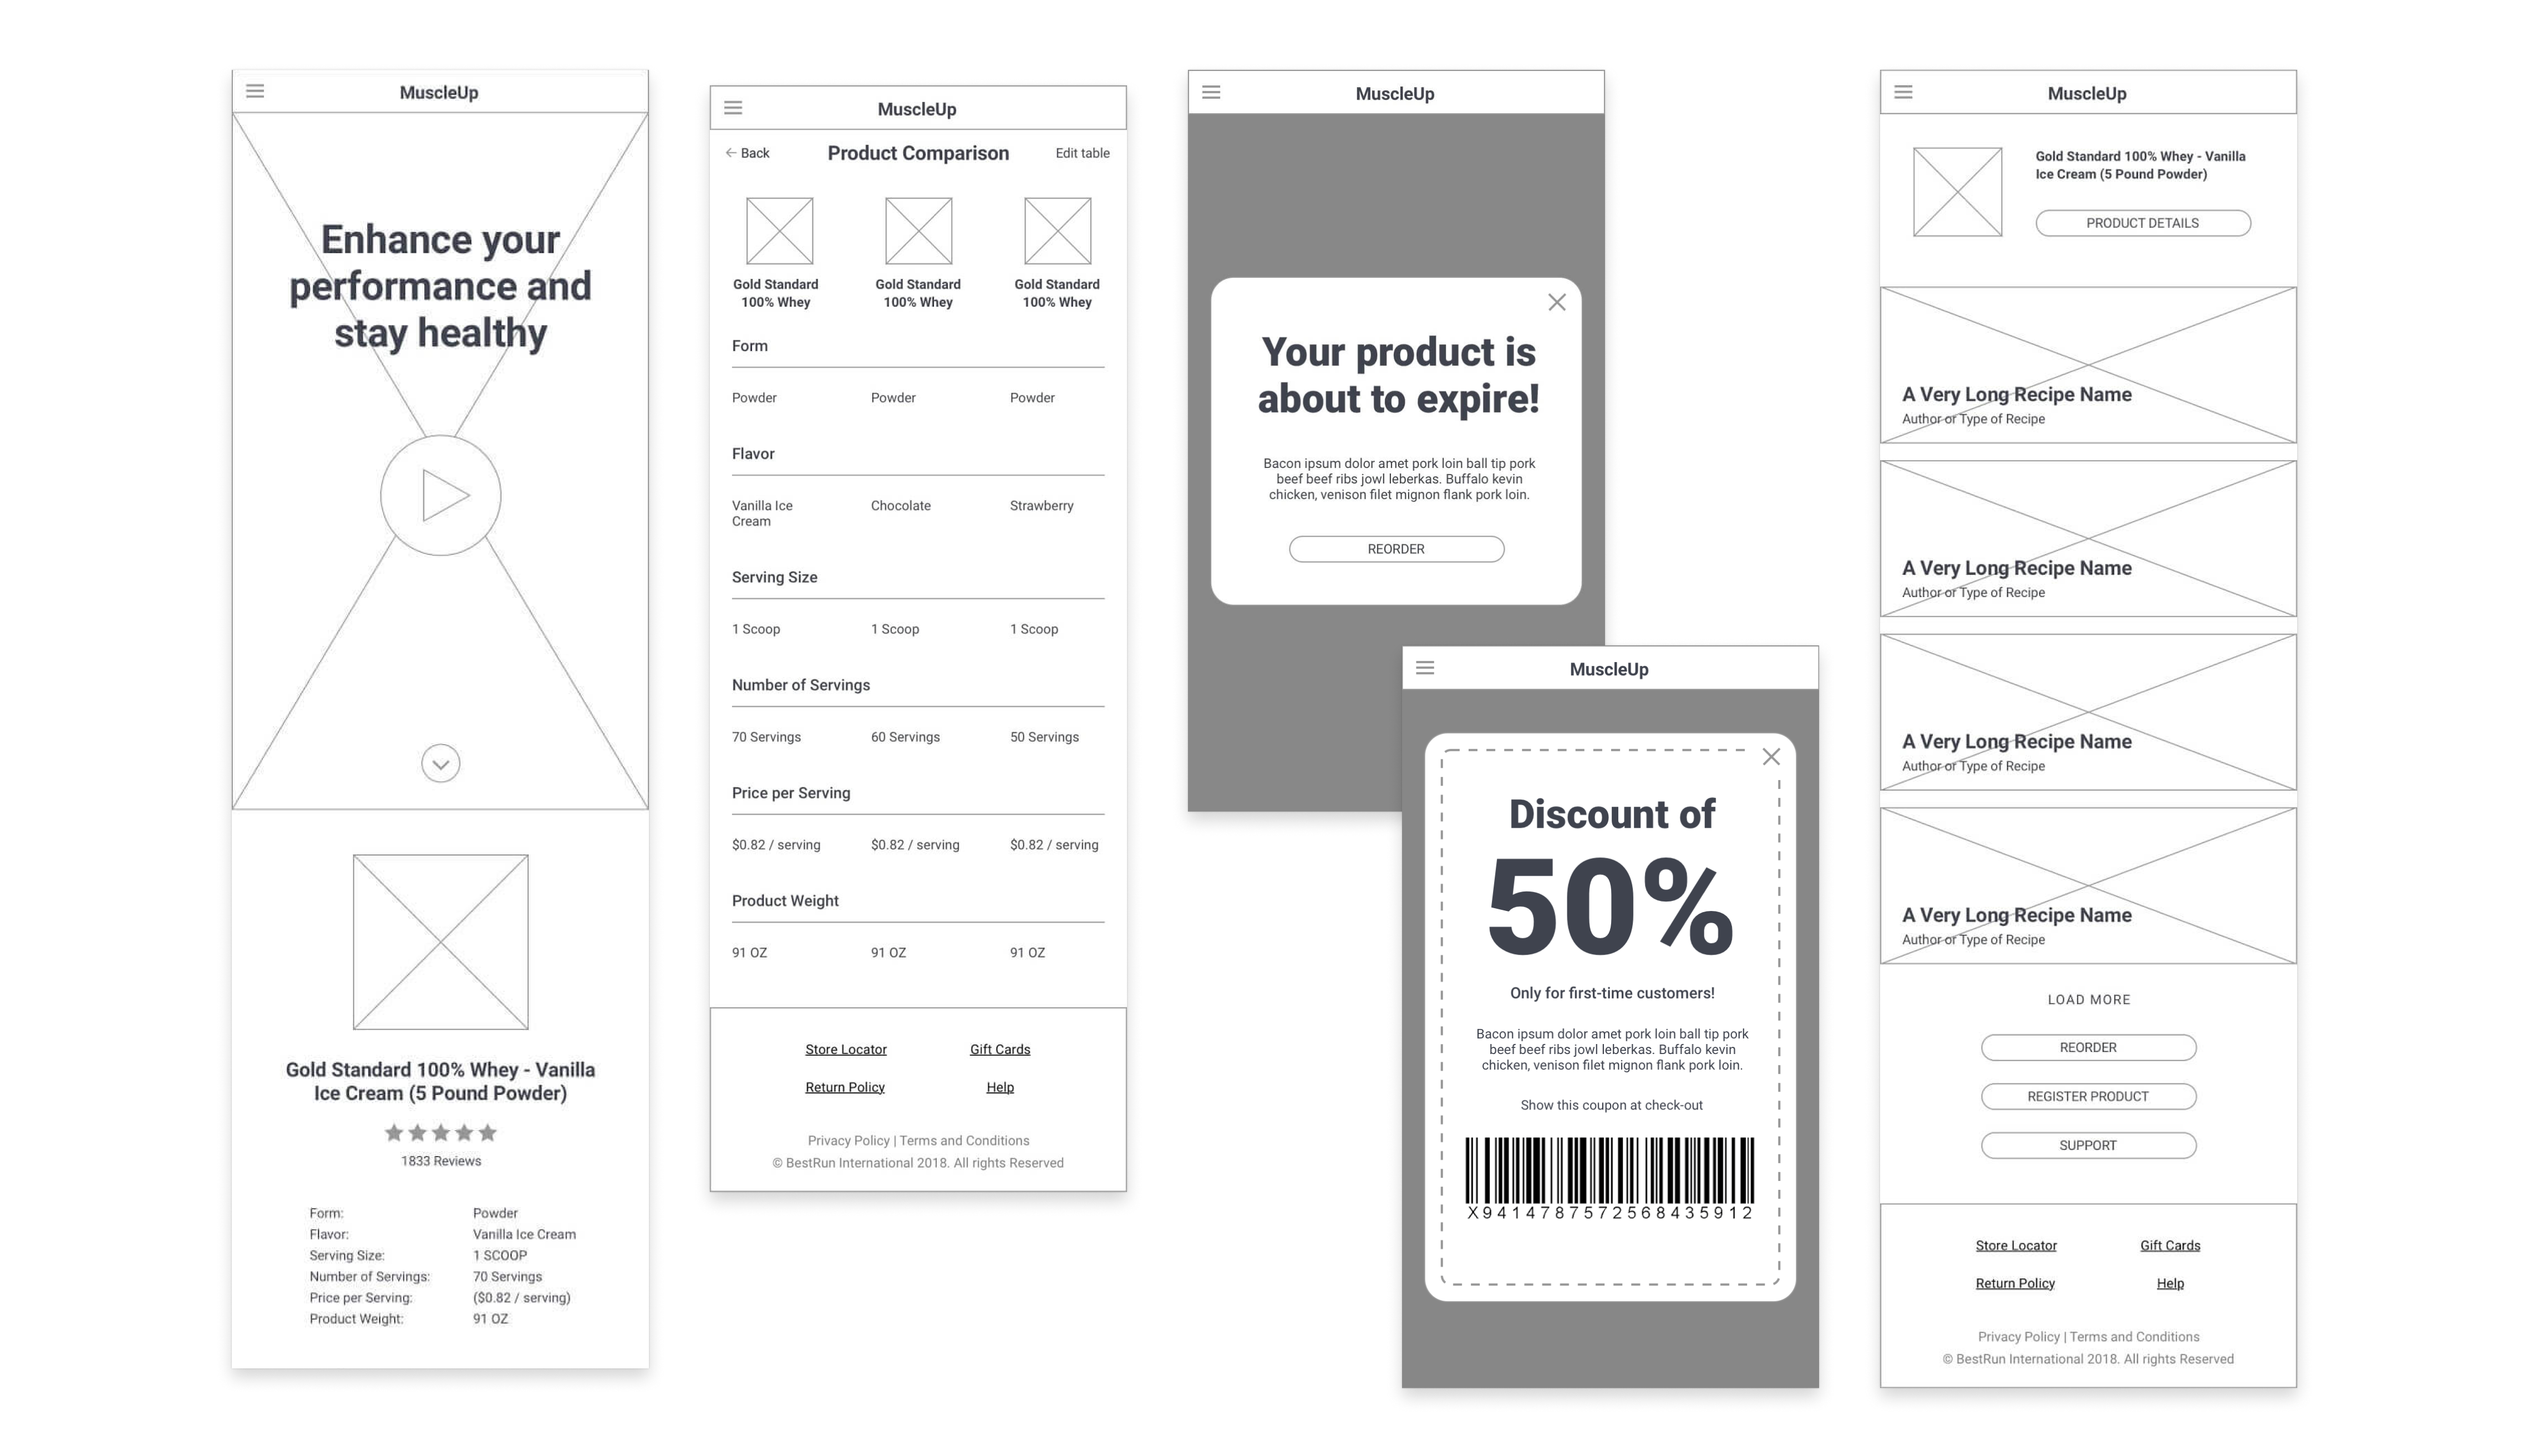 MuscleUp
Enhance your
performance and
stay healthy
Gold Standard 100% Whey - Vanilla
Ice Cream (5 Pound Powder)
1833 Reviews
Form: Powder
Flavor: Vanilla Ice Cream
Serving Size: 1 SCOOP
Number of Servings: 70 Servings
Price per Serving: ($0.82 / serving)
Product Weight: 91 OZ
MuscleUp
Back Product Comparison Edit table
Gold Standard Gold Standard Gold Standard
100% Whey 100% Whey 100% Whey
Form
Powder Powder Powder
Flavor
Vanilla Ice Chocolate Strawberry
Cream
Serving Size
1 Scoop 1 Scoop 1 Scoop
Number of Servings
70 Servings 60 Servings 50 Servings
Price per Serving
$0.82 / serving $0.82 / serving $0.82 / serving
Product Weight
91 OZ 91 OZ 91 OZ
Store Locator Gift Cards
Return Policy Help
Privacy Policy | Terms and Conditions
© BestRun International 2018. All rights Reserved
MuscleUp
Your product is
about to expire!
Bacon ipsum dolor amet pork loin ball tip pork
beef beef ribs jowl leberkas. Buffalo kevin
chicken, venison filet mignon flank pork loin.
REORDER
MuscleUp
Discount of
50%
Only for first-time customers!
Bacon ipsum dolor amet pork loin ball tip pork
beef beef ribs jowl leberkas. Buffalo kevin
chicken, venison filet mignon flank pork loin.
Show this coupon at check-out
X9414787572568435912
MuscleUp
Gold Standard 100% Whey - Vanilla
Ice Cream (5 Pound Powder)
PRODUCT DETAILS
A Very Long Recipe Name
Author or Type of Recipe
A Very Long Recipe Name
Author or Type of Recipe
A Very Long Recipe Name
Author or Type of Recipe
A Very Long Recipe Name
Author or Type of Recipe
LOAD MORE
REORDER
REGISTER PRODUCT
SUPPORT
Store Locator Gift Cards
Return Policy Help
Privacy Policy | Terms and Conditions
© BestRun International 2018. All rights Reserved